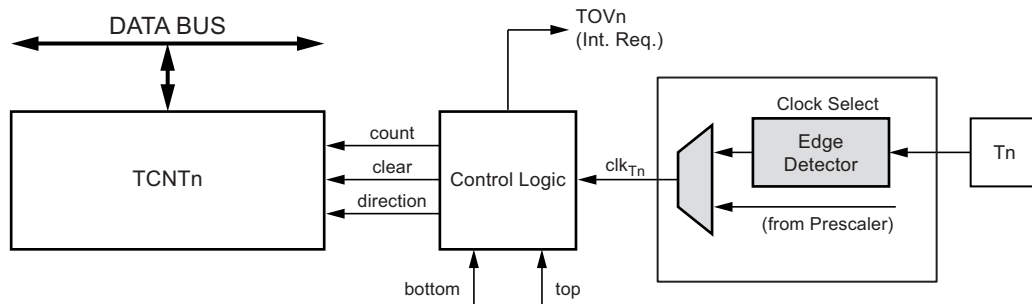 DATA BUS
TOVn
(Int. Req.)
Clock Select
count
Edge
Detector
Tn
TCNTn
clear
Control Logic
clkTn
direction
(from Prescaler)
bottom
top